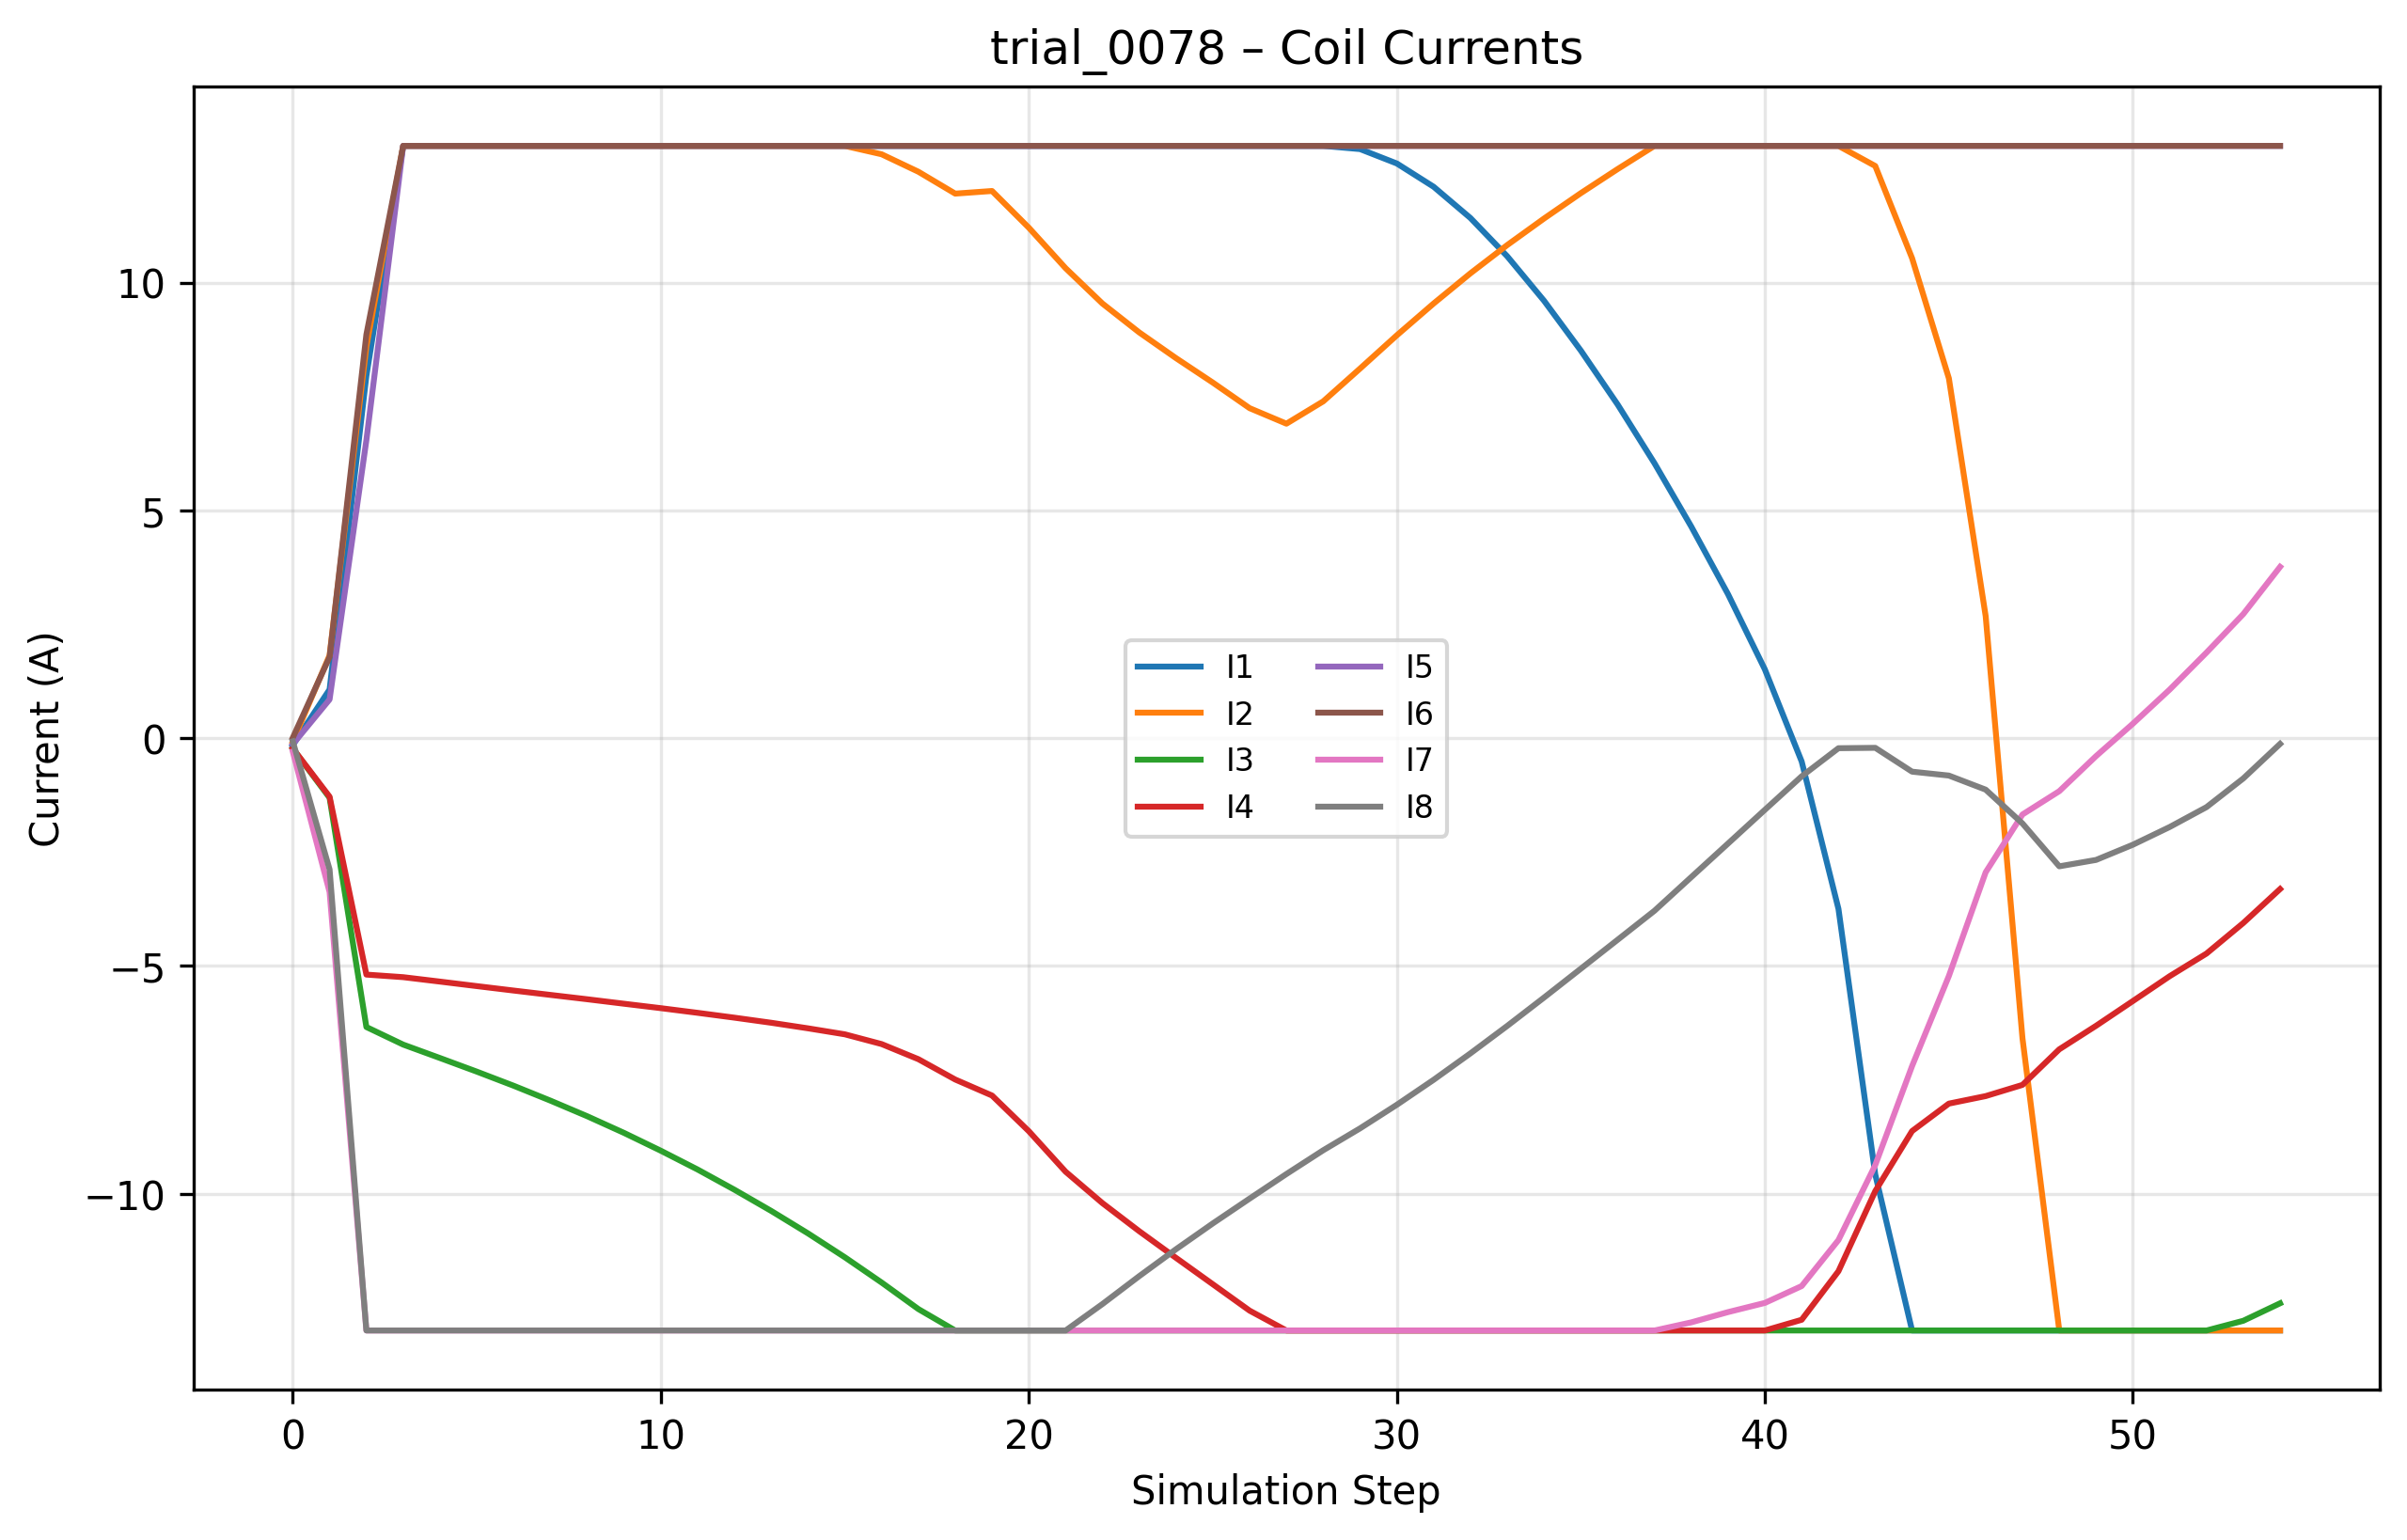 trial_0078 – Coil Currents
Current (A)
10
5
0
−5
−10
I1
I2
I3
I4
I5
I6
I7
I8
0
10
20
30
40
50
Simulation Step